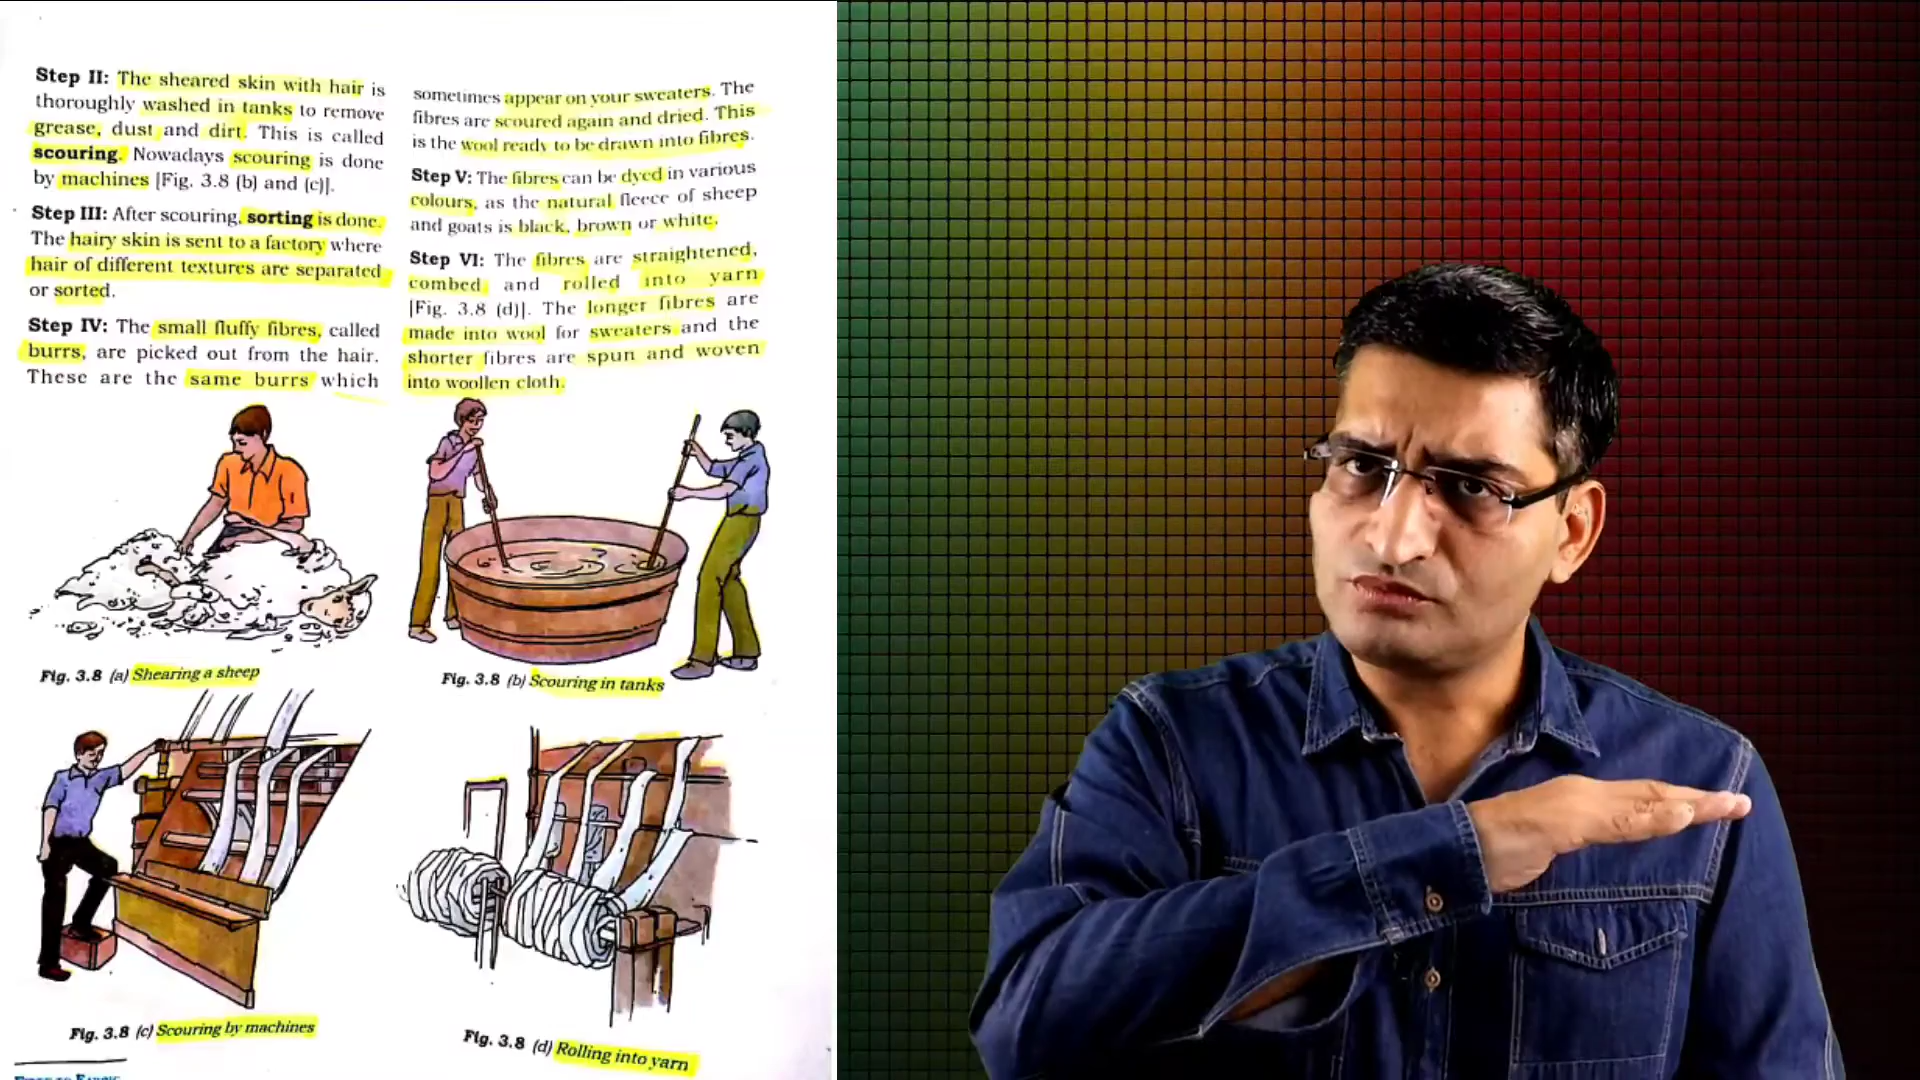 Step II: The sheared skin with hair is
thoroughly washed in tanks to remove
grease, dust and dirt. This is called
scouring. Nowadays scouring is done
by machines [Fig. 3.8 (b) and (c)].
Step III: After scouring, sorting is done.
The hairy skin is sent to a factory where
hair of different textures are separated
or sorted.
Step IV: The small fluffy fibres, called
burrs, are picked out from the hair.
These are the same burrs which
sometimes appear on your sweaters. The
fibres are scoured again and dried. This
is the wool ready to be drawn into fibres.
Step V: The fibres can be dyed in various
colours, as the natural fleece of sheep
and goats is black, brown or white.
Step VI: The fibres are straightened,
combed and rolled into yarn
[Fig. 3.8 (d)]. The longer fibres are
made into wool for sweaters and the
shorter fibres are spun and woven
into woollen cloth.
Fig. 3.8 (a) Shearing a sheep
Fig. 3.8 (b) Scouring in tanks
Fig. 3.8 (c) Scouring by machines
Fig. 3.8 (d) Rolling into yarn